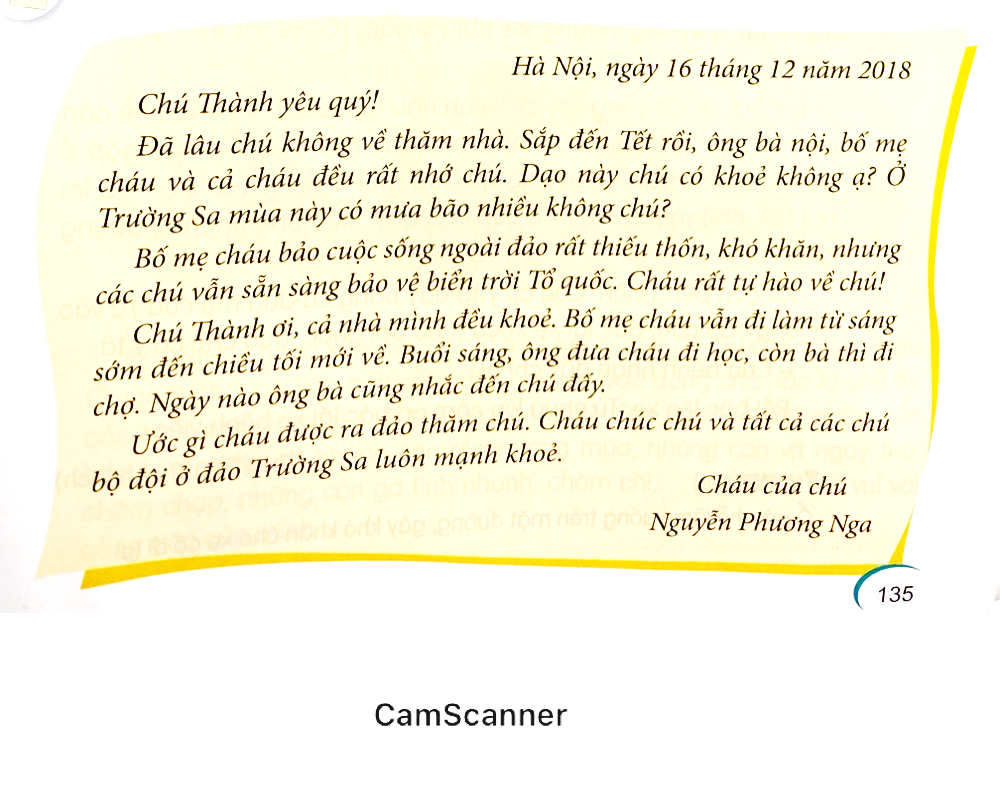 Hà Nội, ngày 16 tháng 12 năm 2018
Chú Thành yêu quý!
Đã lâu chú không về thăm nhà. Sắp đến Tết rồi, ông bà nội, bố mẹ
cháu và cả cháu đều rất nhớ chú. Dạo này chú có khoẻ không ạ? Ở
Trường Sa mùa này có mưa bão nhiều không chú?
Bố mẹ cháu bảo cuộc sống ngoài đảo rất thiếu thốn, khó khăn, nhưng
các chú vẫn sẵn sàng bảo vệ biển trời Tổ quốc. Cháu rất tự hào về chú!
Chú Thành ơi, cả nhà mình đều khoẻ. Bố mẹ cháu vẫn đi làm từ sáng
sớm đến chiều tối mới về. Buổi sáng, ông đưa cháu đi học, còn bà thì đi
chợ. Ngày nào ông bà cũng nhắc đến chú đấy.
Ước gì cháu được ra đảo thăm chú. Cháu chúc chú và tất cả các chú
bộ đội ở đảo Trường Sa luôn mạnh khoẻ.
Cháu của chú
Nguyễn Phương Nga
135
CamScanner